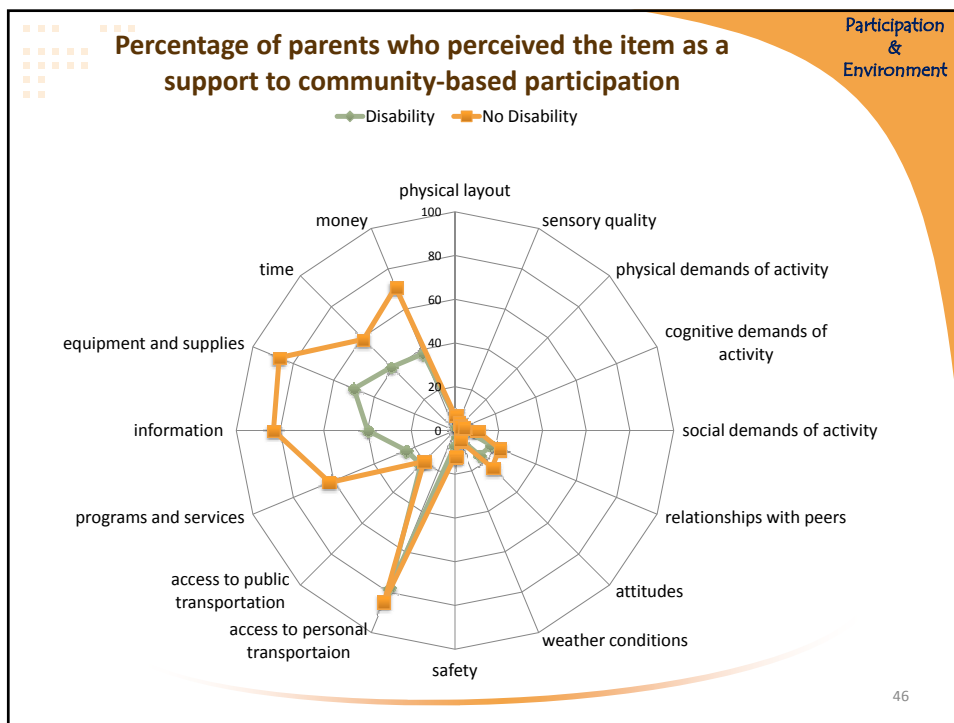 Participation
&
Environment
Percentage of parents who perceived the item as a
support to community-based participation
Disability No Disability
physical layout
sensory quality
physical demands of activity
cognitive demands of
activity
social demands of activity
relationships with peers
attitudes
weather conditions
safety
access to personal
transportaion
access to public
transportation
programs and services
information
equipment and supplies
time
money
100
80
60
40
20
0
46